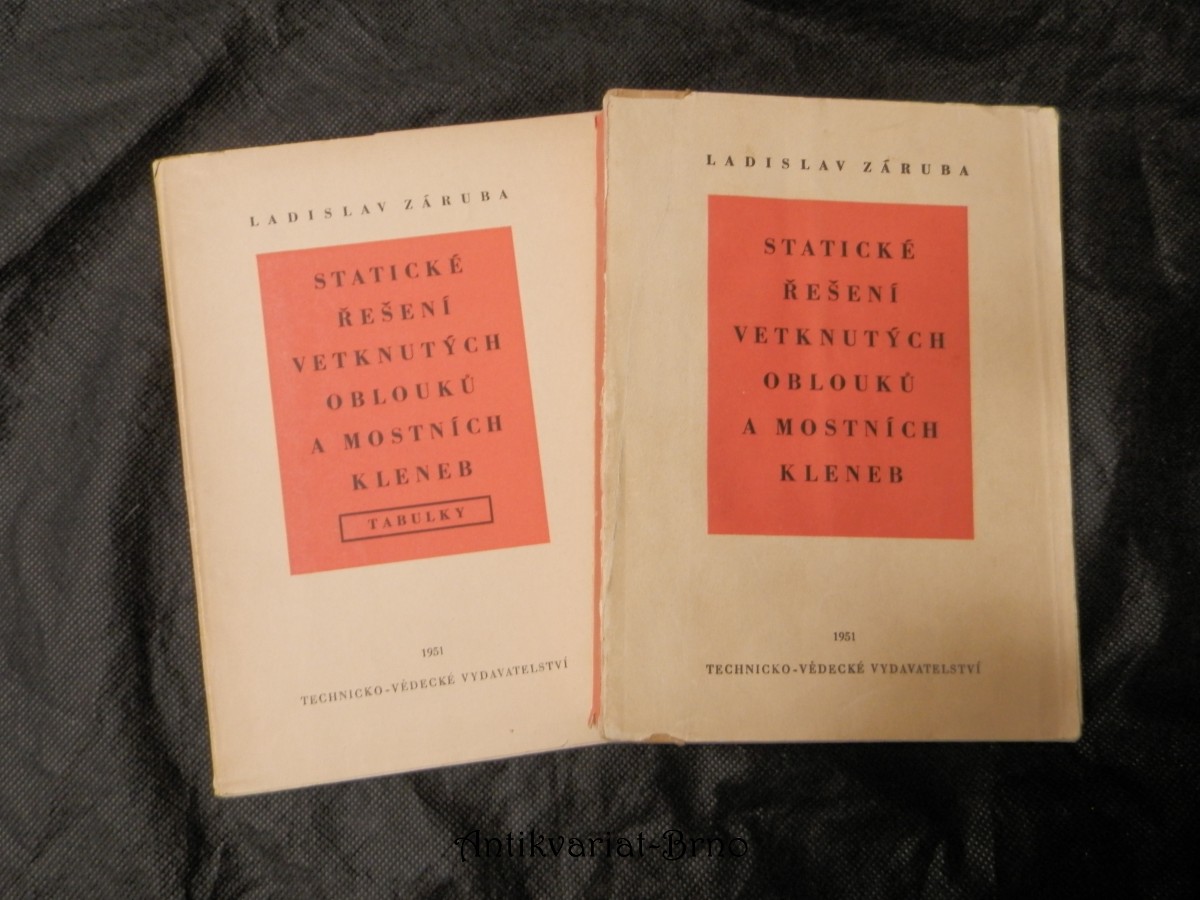 LADISLAV ZÁRUBA
STATICKÉ
ŘEŠENÍ
VETKNUTÝCH
OBLOUKŮ
A MOSTNÍCH
KLENEB
TABULKY
1951
TECHNICKO-VĚDECKÉ VYDAVATELSTVÍ
LADISLAV ZÁRUBA
STATICKÉ
ŘEŠENÍ
VETKNUTÝCH
OBLOUKŮ
A MOSTNÍCH
KLENEB
1951
TECHNICKO-VĚDECKÉ VYDAVATELSTVÍ
Antikvariat-Brno